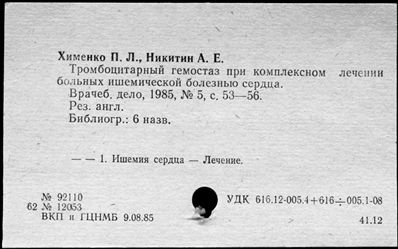 Хименко П. Л., Никитин А. Е.
Тромбоцитарный гемостаз при комплексном лечении
больных ишемической болезнью сердца.
Врачеб. дело, 1985, № 5, с. 53—56.
Рез. англ.
Библиогр.: 6 назв.
— — 1. Ишемия сердца — Лечение.
№ 92110
62 № 12053
ВКП и ГЦНМБ 9.08.85
УДК 616.12-005.4+616-005.1-08
41.12